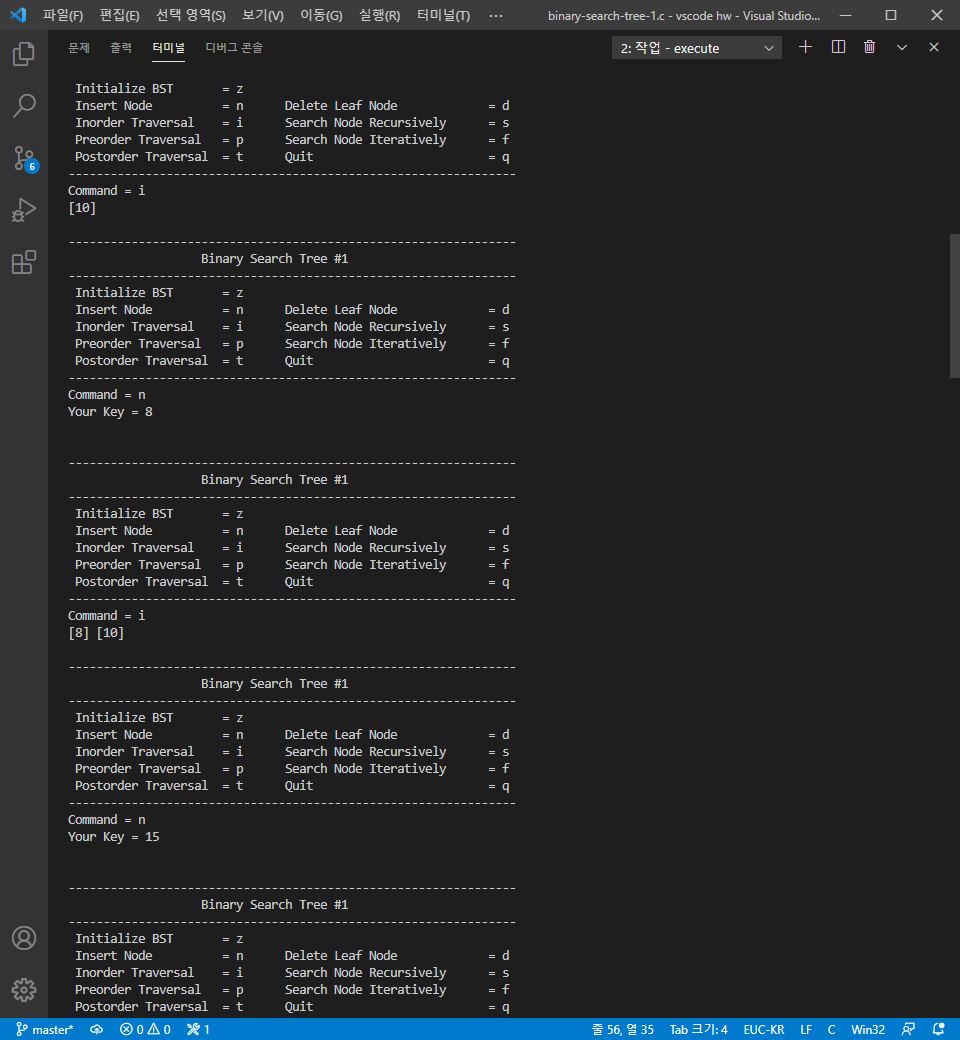 파일(F) 편집(E) 선택 영역(S) 보기(V) 이동(G) 실행(R) 터미널(T) ··· binary-search-tree-1.c - vscode hw - Visual Studio...
문제 출력 터미널 디버그 콘솔 2: 작업 - execute
Initialize BST = z
Insert Node = n Delete Leaf Node = d
Inorder Traversal = i Search Node Recursively = s
Preorder Traversal = p Search Node Iteratively = f
Postorder Traversal = t Quit = q
----------------------------------------------------------------
Command = i
[10]
----------------------------------------------------------------
Binary Search Tree #1
----------------------------------------------------------------
Initialize BST = z
Insert Node = n Delete Leaf Node = d
Inorder Traversal = i Search Node Recursively = s
Preorder Traversal = p Search Node Iteratively = f
Postorder Traversal = t Quit = q
----------------------------------------------------------------
Command = n
Your Key = 8
----------------------------------------------------------------
Binary Search Tree #1
----------------------------------------------------------------
Initialize BST = z
Insert Node = n Delete Leaf Node = d
Inorder Traversal = i Search Node Recursively = s
Preorder Traversal = p Search Node Iteratively = f
Postorder Traversal = t Quit = q
----------------------------------------------------------------
Command = i
[8] [10]
----------------------------------------------------------------
Binary Search Tree #1
----------------------------------------------------------------
Initialize BST = z
Insert Node = n Delete Leaf Node = d
Inorder Traversal = i Search Node Recursively = s
Preorder Traversal = p Search Node Iteratively = f
Postorder Traversal = t Quit = q
----------------------------------------------------------------
Command = n
Your Key = 15
----------------------------------------------------------------
Binary Search Tree #1
----------------------------------------------------------------
Initialize BST = z
Insert Node = n Delete Leaf Node = d
Inorder Traversal = i Search Node Recursively = s
Preorder Traversal = p Search Node Iteratively = f
Postorder Traversal = t Quit = q
6
master* 0 0 1 줄 56, 열 35 Tab 크기: 4 EUC-KR LF C Win32